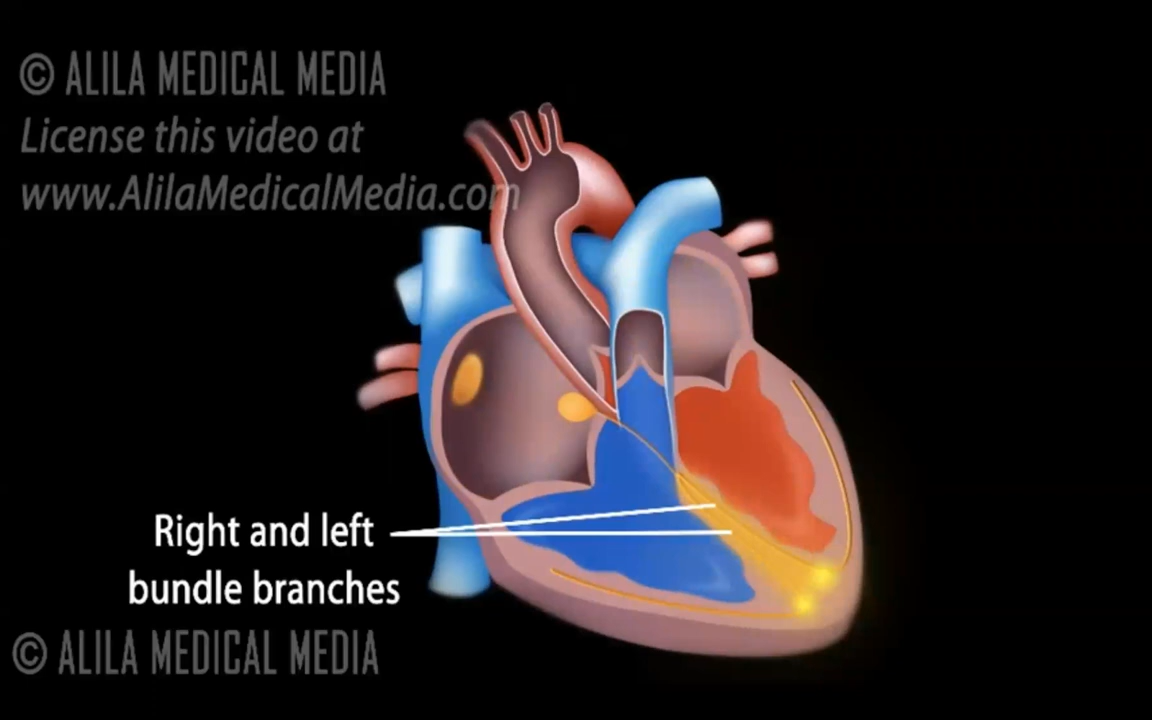 © ALILA MEDICAL MEDIA
License this video at
www.AlilaMedicalMedia.com
Right and left
bundle branches
© ALILA MEDICAL MEDIA